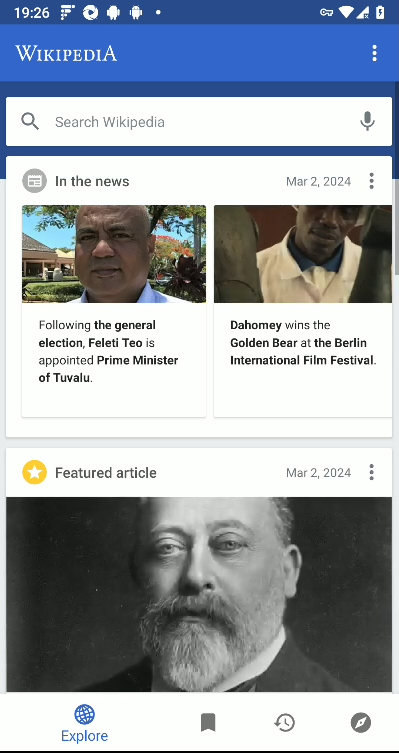 19:26
WIKIPEDIA
Search Wikipedia
In the news
Mar 2, 2024
Following the general
election, Feleti Teo is
appointed Prime Minister
of Tuvalu.
Dahomey wins the
Golden Bear at the Berlin
International Film Festival.
Featured article
Mar 2, 2024
Explore